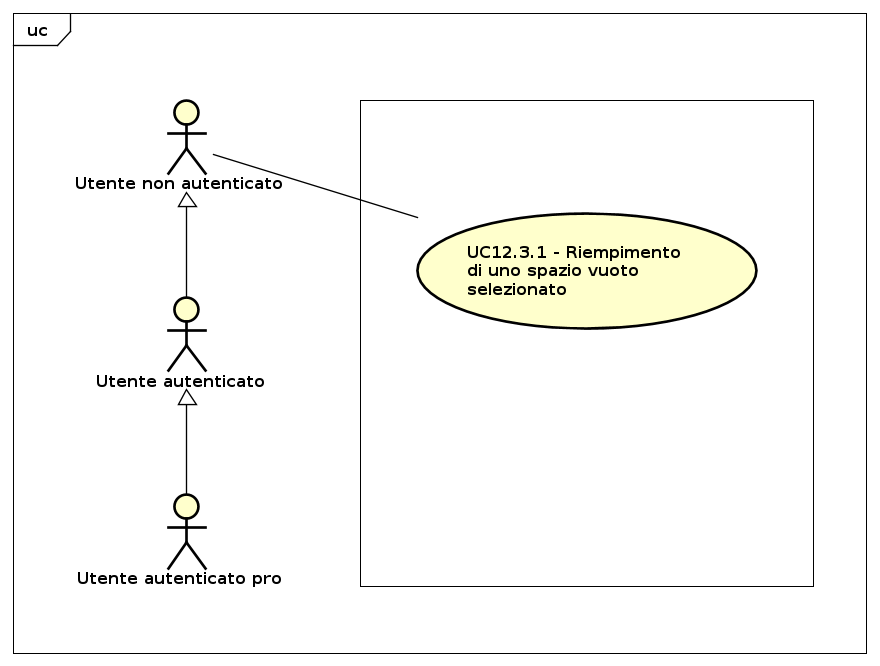 uc
Utente non autenticato
UC12.3.1 - Riempimento
di uno spazio vuoto
selezionato
Utente autenticato
Utente autenticato pro